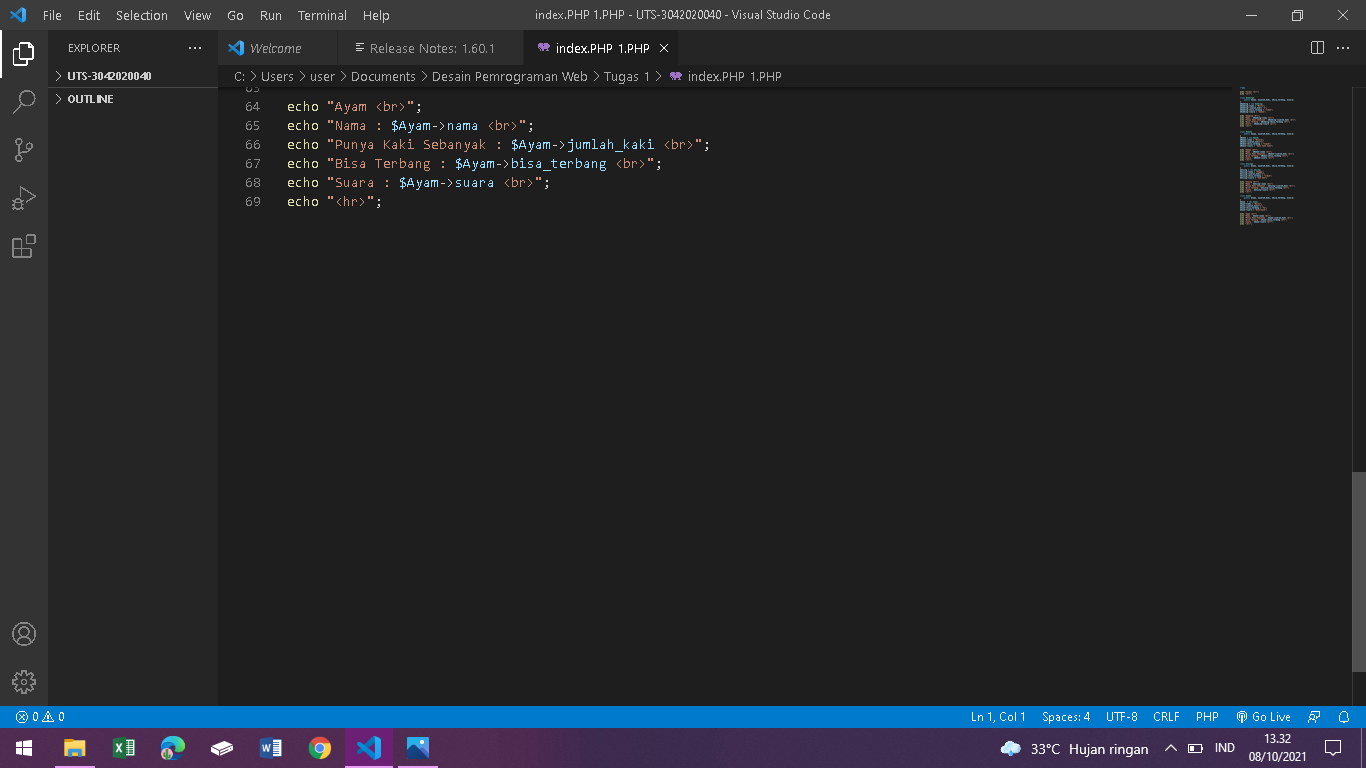 File Edit Selection View Go Run Terminal Help index.PHP 1.PHP - UTS-3042020040 - Visual Studio Code
EXPLORER
Welcome Release Notes: 1.60.1 index.PHP 1.PHP
UTS-3042020040
C: > Users > user > Documents > Desain Pemrograman Web > Tugas 1 > index.PHP 1.PHP
OUTLINE
63
64 echo "Ayam <br>";
65 echo "Nama : $Ayam->nama <br>";
66 echo "Punya Kaki Sebanyak : $Ayam->jumlah_kaki <br>";
67 echo "Bisa Terbang : $Ayam->bisa_terbang <br>";
68 echo "Suara : $Ayam->suara <br>";
69 echo "<hr>";
0 0 Ln 1, Col 1 Spaces: 4 UTF-8 CRLF PHP Go Live
33°C Hujan ringan IND 13.32
08/10/2021